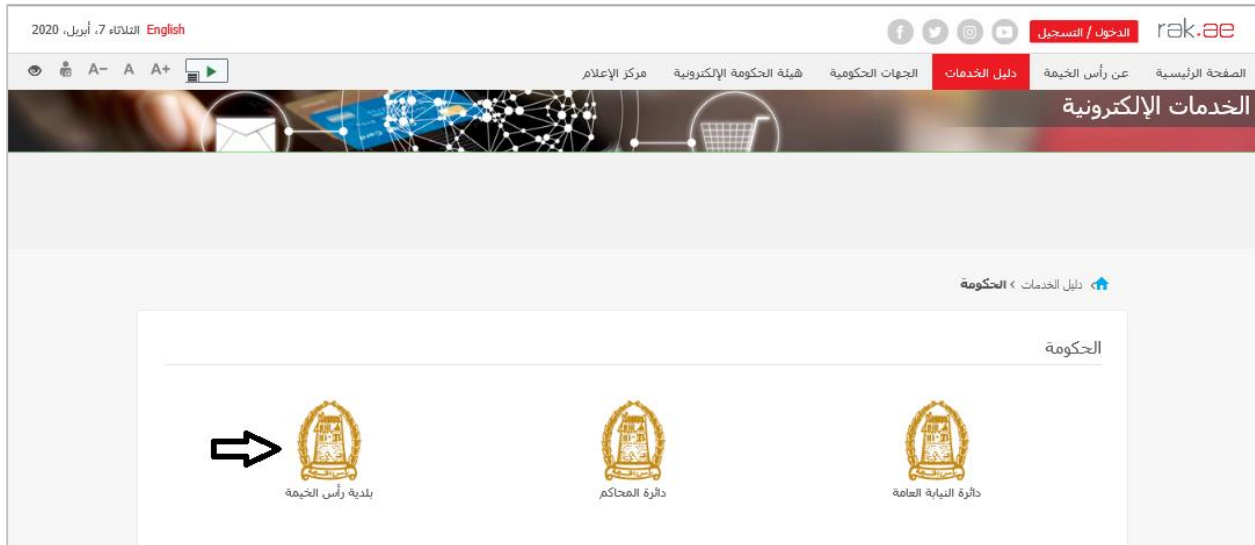 rak.ae
الدخول / التسجيل
English
الثلاثاء 7، أبريل، 2020
الصفحة الرئيسية
عن رأس الخيمة
دليل الخدمات
الجهات الحكومية
هيئة الحكومة الإلكترونية
مركز الإعلام
A+ A A-
الخدمات الإلكترونية
دليل الخدمات › الحكومة
الحكومة
دائرة النيابة العامة
دائرة المحاكم
بلدية رأس الخيمة